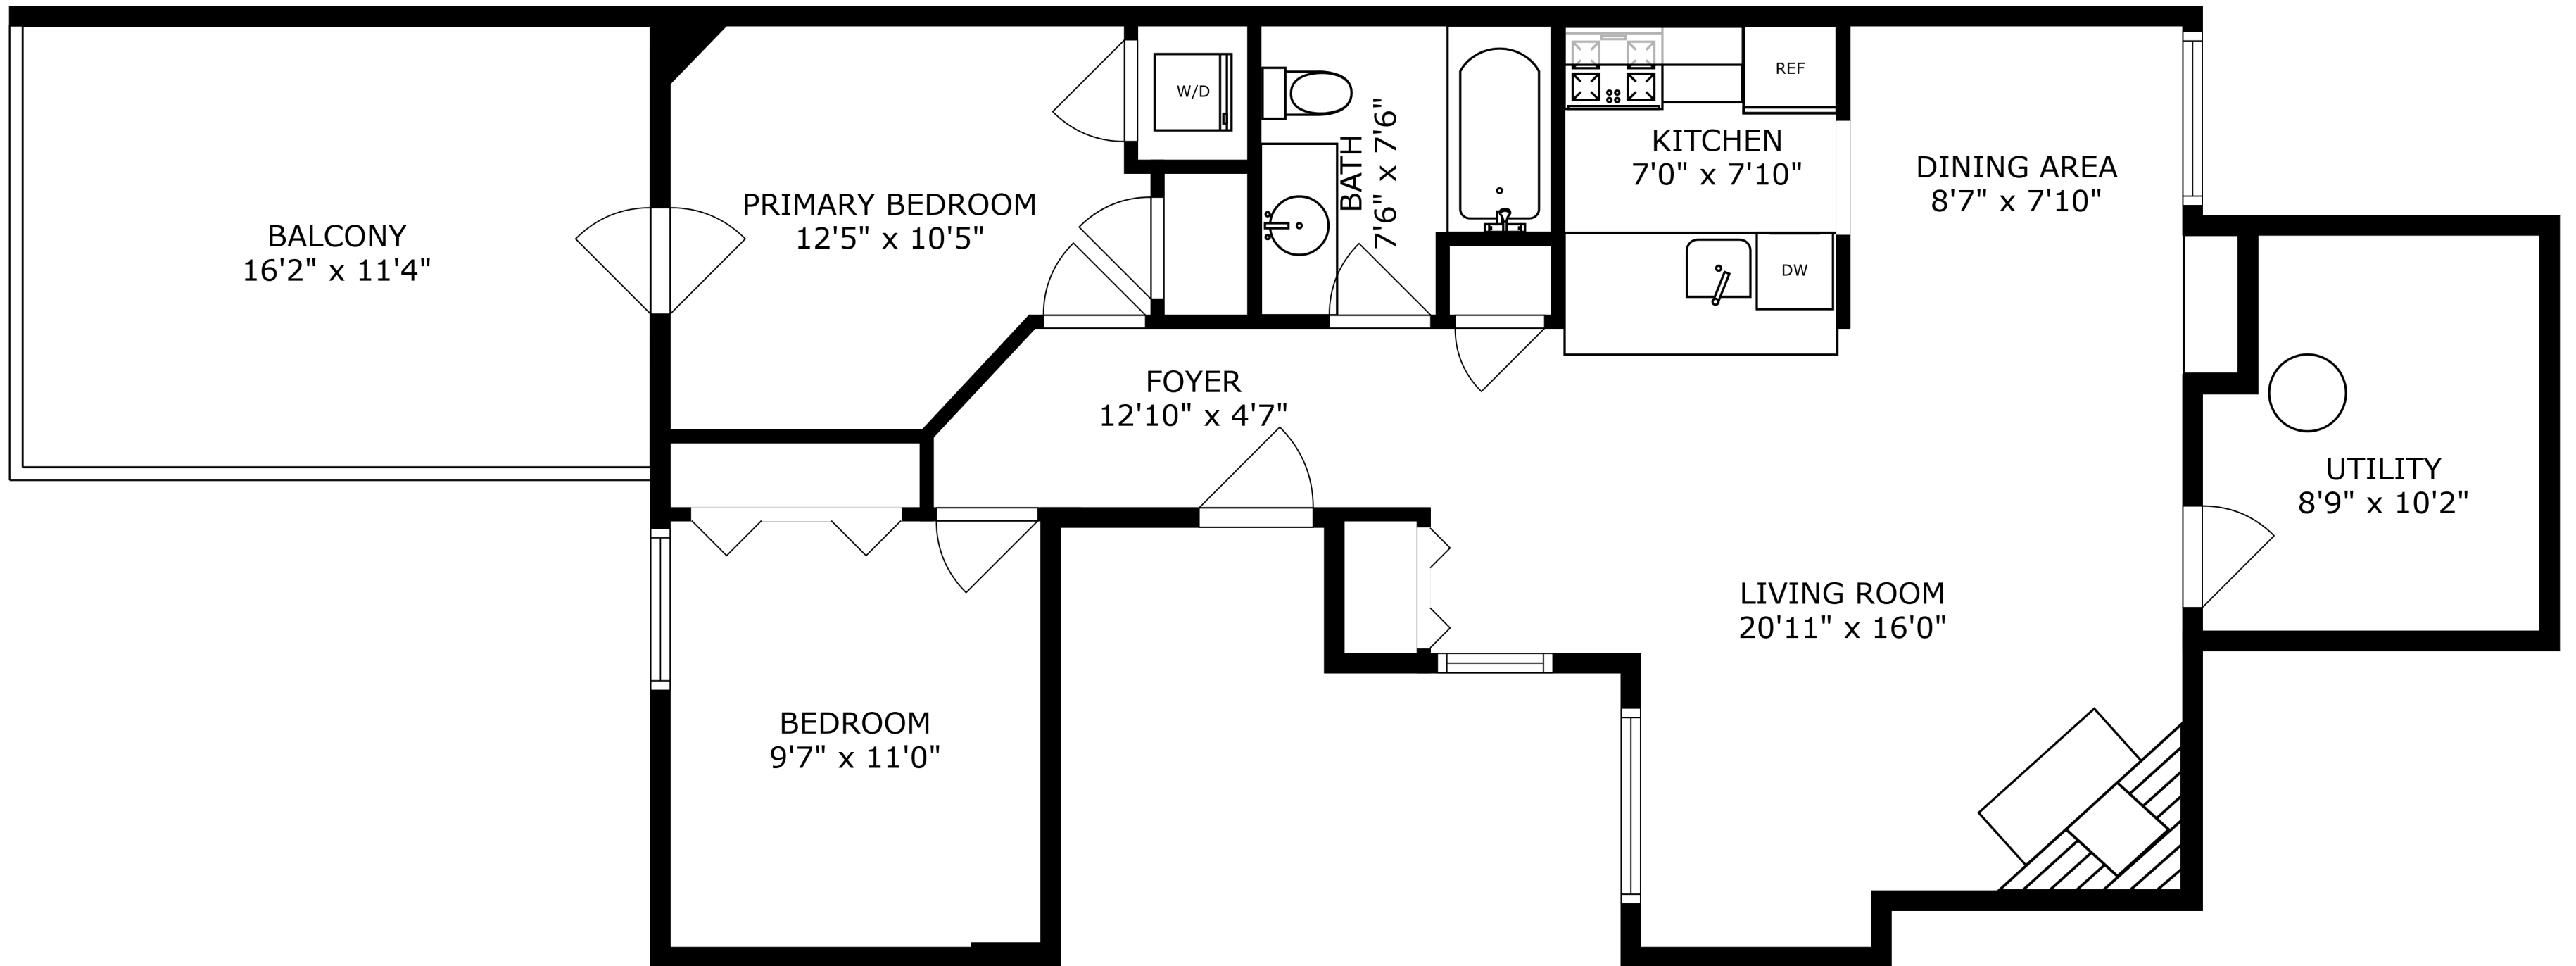 BALCONY
16'2" x 11'4"
PRIMARY BEDROOM
12'5" x 10'5"
W/D
BATH
7'6" x 7'6"
KITCHEN
7'0" x 7'10"
REF
DW
DINING AREA
8'7" x 7'10"
FOYER
12'10" x 4'7"
UTILITY
8'9" x 10'2"
LIVING ROOM
20'11" x 16'0"
BEDROOM
9'7" x 11'0"